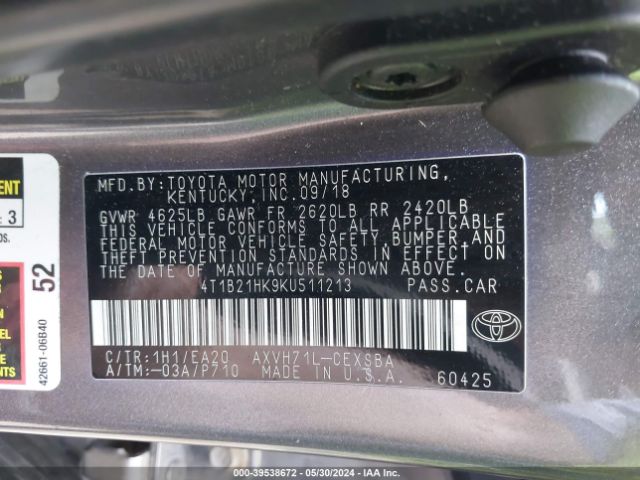 MFD.BY:TOYOTA MOTOR MANUFACTURING,
KENTUCKY,INC.09/18
GVWR 4625LB GAWR FR 2620LB RR 2420LB
THIS VEHICLE CONFORMS TO ALL APPLICABLE
FEDERAL MOTOR VEHICLE SAFETY,BUMPER,AND
THEFT PREVENTION STANDARDS IN EFFECT ON
THE DATE OF MANUFACTURE SHOWN ABOVE.
4T1B21HK9KU511213 PASS.CAR
C/TR:1H1/EA20 AXVH71L-CEXSBA
A/TM:-03A7P710 MADE IN U.S.A.
60425
: 3
52
42661-06B40
000-39538672 - 05/30/2024 - IAA Inc.